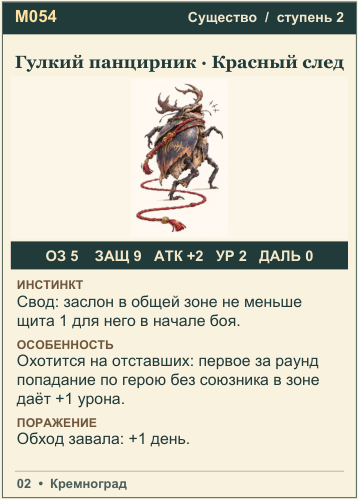 M054
Существо / ступень 2
Гулкий панцирник · Красный след
ОЗ 5 ЗАЩ 9 АТК +2 УР 2 ДАЛЬ 0
ИНСТИНКТ
Свод: заслон в общей зоне не меньше
щита 1 для него в начале боя.
ОСОБЕННОСТЬ
Охотится на отставших: первое за раунд
попадание по герою без союзника в зоне
даёт +1 урона.
ПОРАЖЕНИЕ
Обход завала: +1 день.
02 • Кремноград